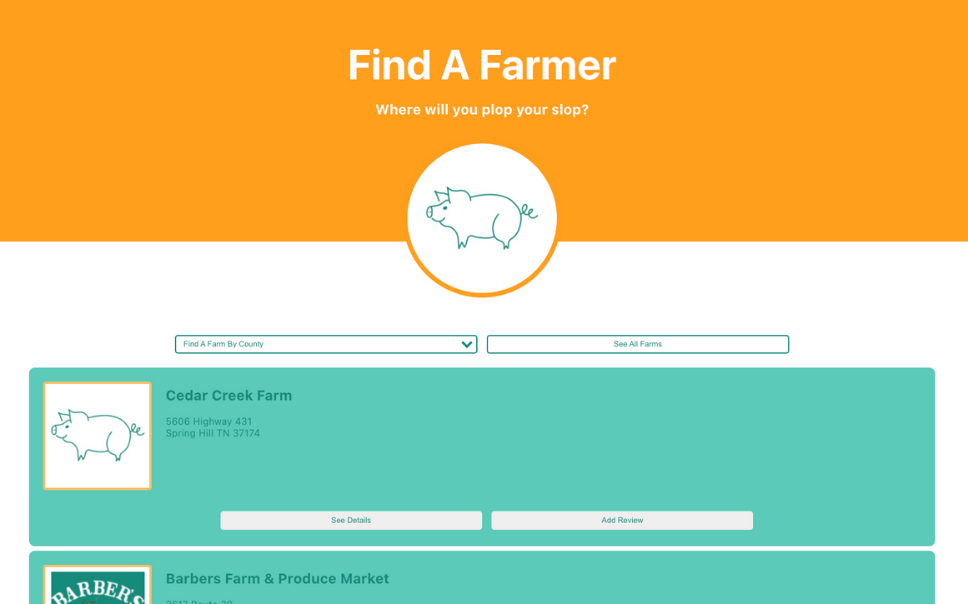 Find A Farmer
Where will you plop your slop?
Find A Farm By County
See All Farms
Cedar Creek Farm
5606 Highway 431
Spring Hill TN 37174
See Details
Add Review
BARBER'S
Barbers Farm & Produce Market